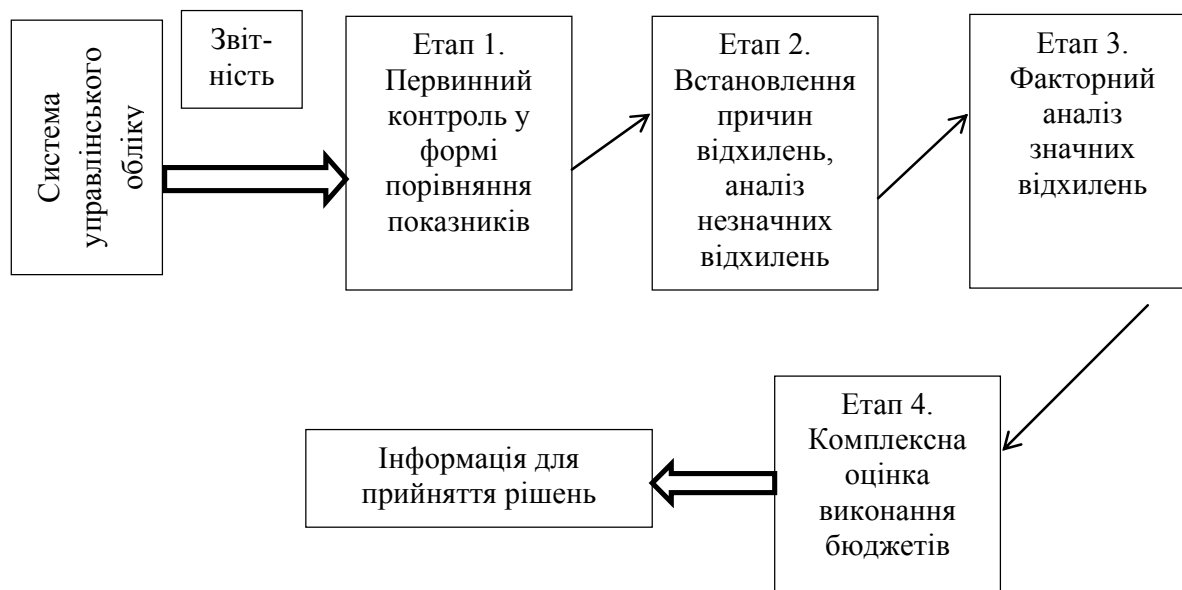 Система
управлінського
обліку
Звіт-
ність
Етап 1.
Первинний
контроль у
формі
порівняння
показників
Етап 2.
Встановлення
причин
відхилень,
аналіз
незначних
відхилень
Етап 3.
Факторний
аналіз
значних
відхилень
Етап 4.
Комплексна
оцінка
виконання
бюджетів
Інформація для
прийняття рішень